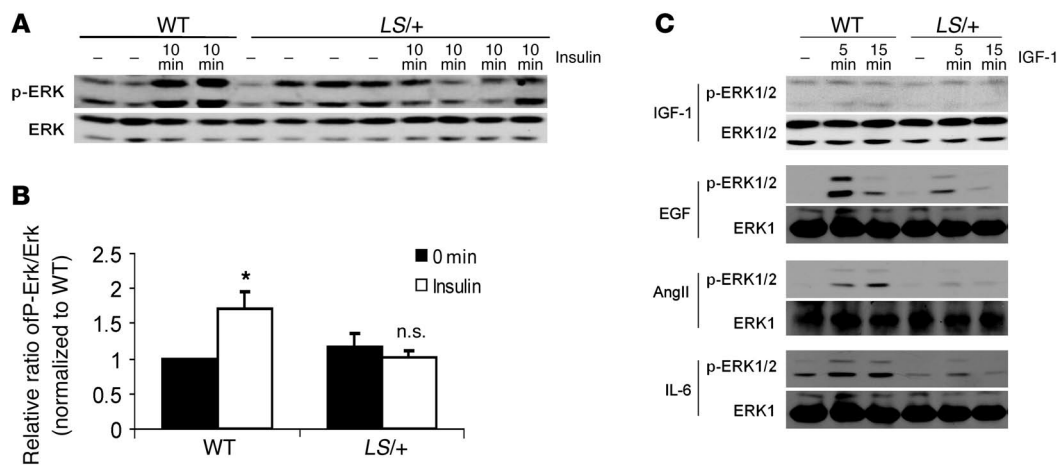 A
WT
LS/+
– – 10 min 10 min – – – – 10 min 10 min 10 min 10 min Insulin
p-ERK
ERK
B
Relative ratio ofP-Erk/Erk
(normalized to WT)
2.5
2
1.5
1
0.5
0
*
n.s.
0 min
Insulin
WT
LS/+
C
WT
LS/+
– 5 min 15 min – 5 min 15 min IGF-1
IGF-1
p-ERK1/2
ERK1/2
EGF
p-ERK1/2
ERK1
AngII
p-ERK1/2
ERK1
IL-6
p-ERK1/2
ERK1